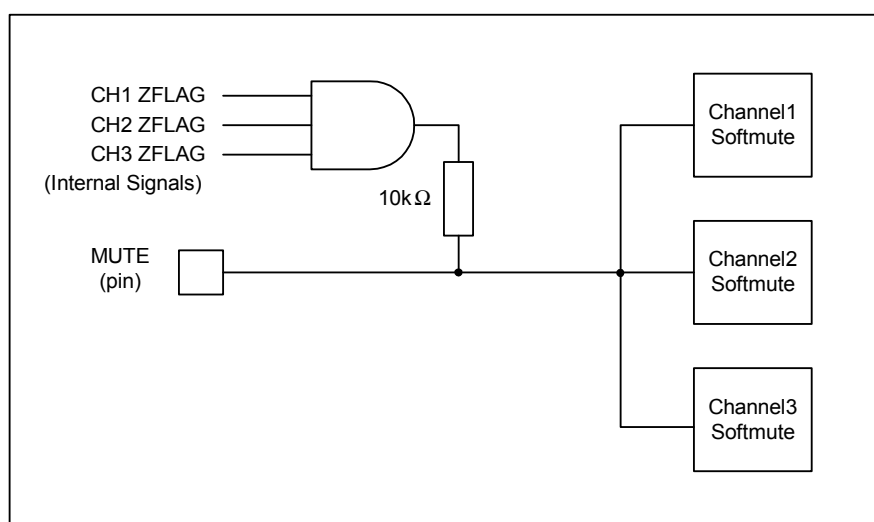 CH1 ZFLAG
CH2 ZFLAG
CH3 ZFLAG
(Internal Signals)
10kΩ
MUTE
(pin)
Channel1
Softmute
Channel2
Softmute
Channel3
Softmute